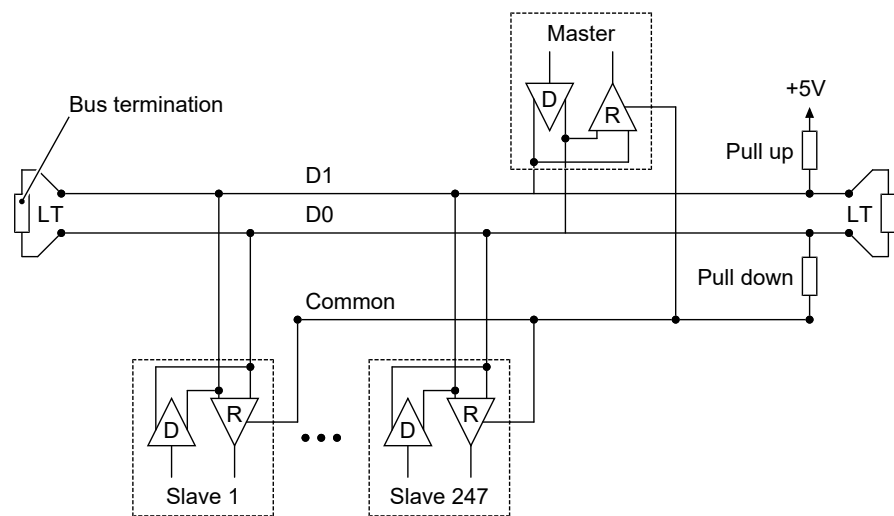 Master
Bus termination
+5V
D
R
Pull up
D1
LT
LT
D0
Pull down
Common
D
R
D
R
Slave 1
Slave 247